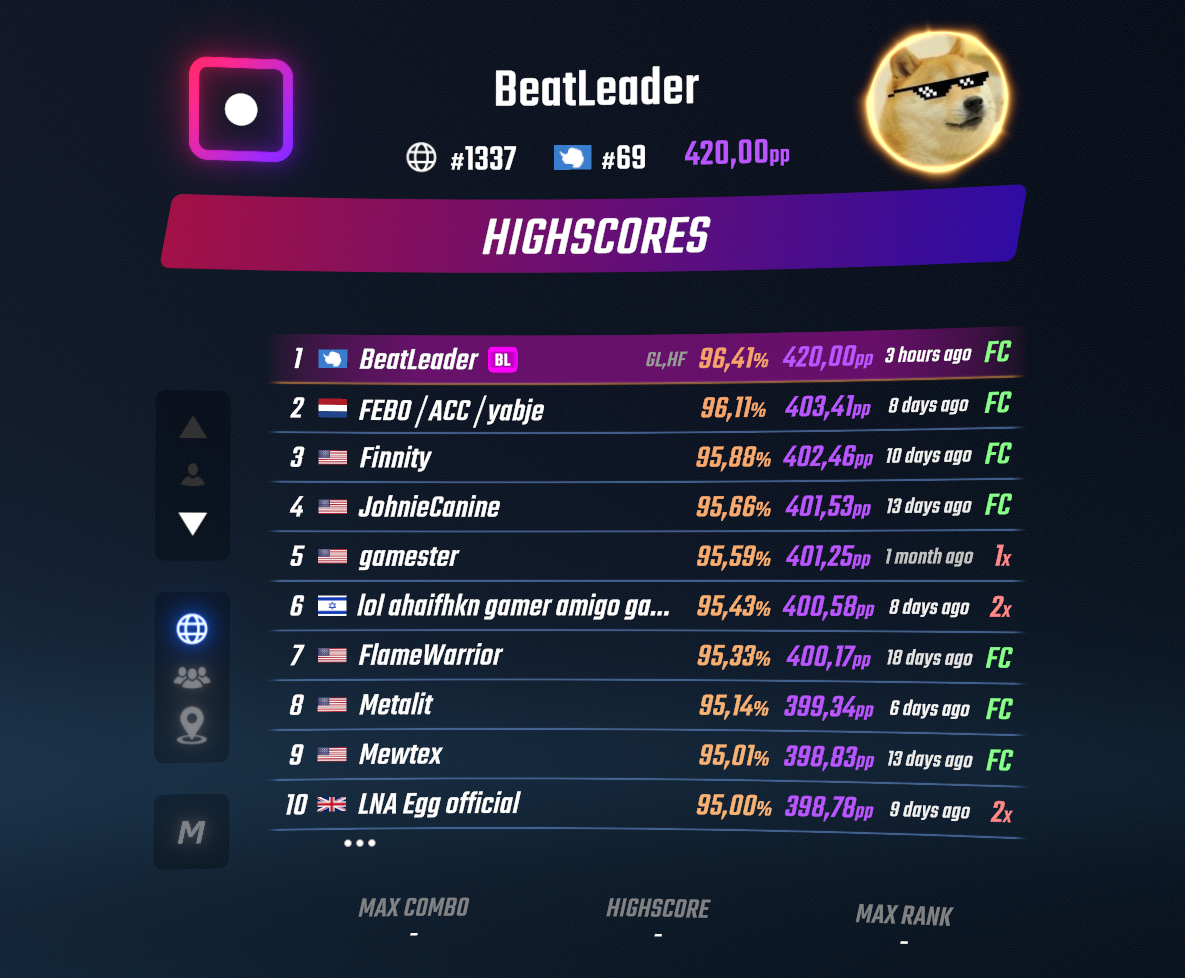 BeatLeader
#1337 #69 420,00pp
HIGHSCORES
1 BeatLeader BL GL,HF 96,41% 420,00pp 3 hours ago FC
2 FEBO / ACC / yabje 96,11% 403,41pp 8 days ago FC
3 Finnity 95,88% 402,46pp 10 days ago FC
4 JohnieCanine 95,66% 401,53pp 13 days ago FC
5 gamester 95,59% 401,25pp 1 month ago 1x
6 lol ahaifhkn gamer amigo ga... 95,43% 400,58pp 8 days ago 2x
7 FlameWarrior 95,33% 400,17pp 18 days ago FC
8 Metalit 95,14% 399,34pp 6 days ago FC
9 Mewtex 95,01% 398,83pp 13 days ago FC
10 LNA Egg official 95,00% 398,78pp 9 days ago 2x
M
...
MAX COMBO HIGHSCORE MAX RANK
- - -